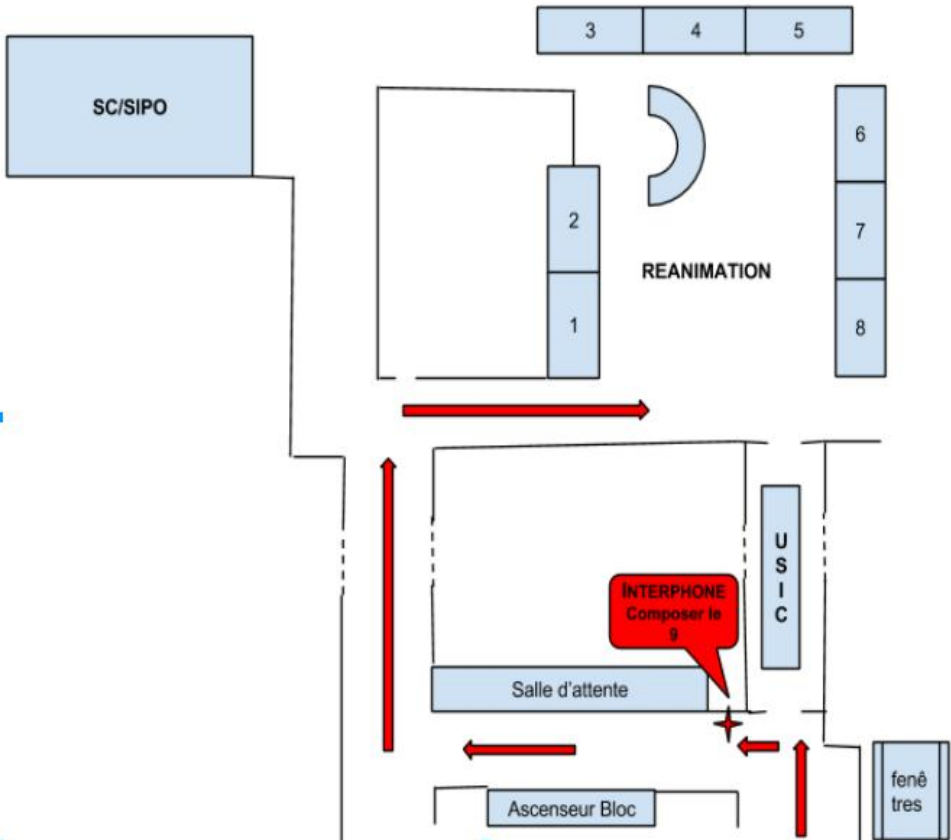 3 4 5
SC/SIPO
6
2
7
REANIMATION
1
8
U
S
I
C
INTERPHONE
Composer le
9
Salle d'attente
fenê
tres
Ascenseur Bloc